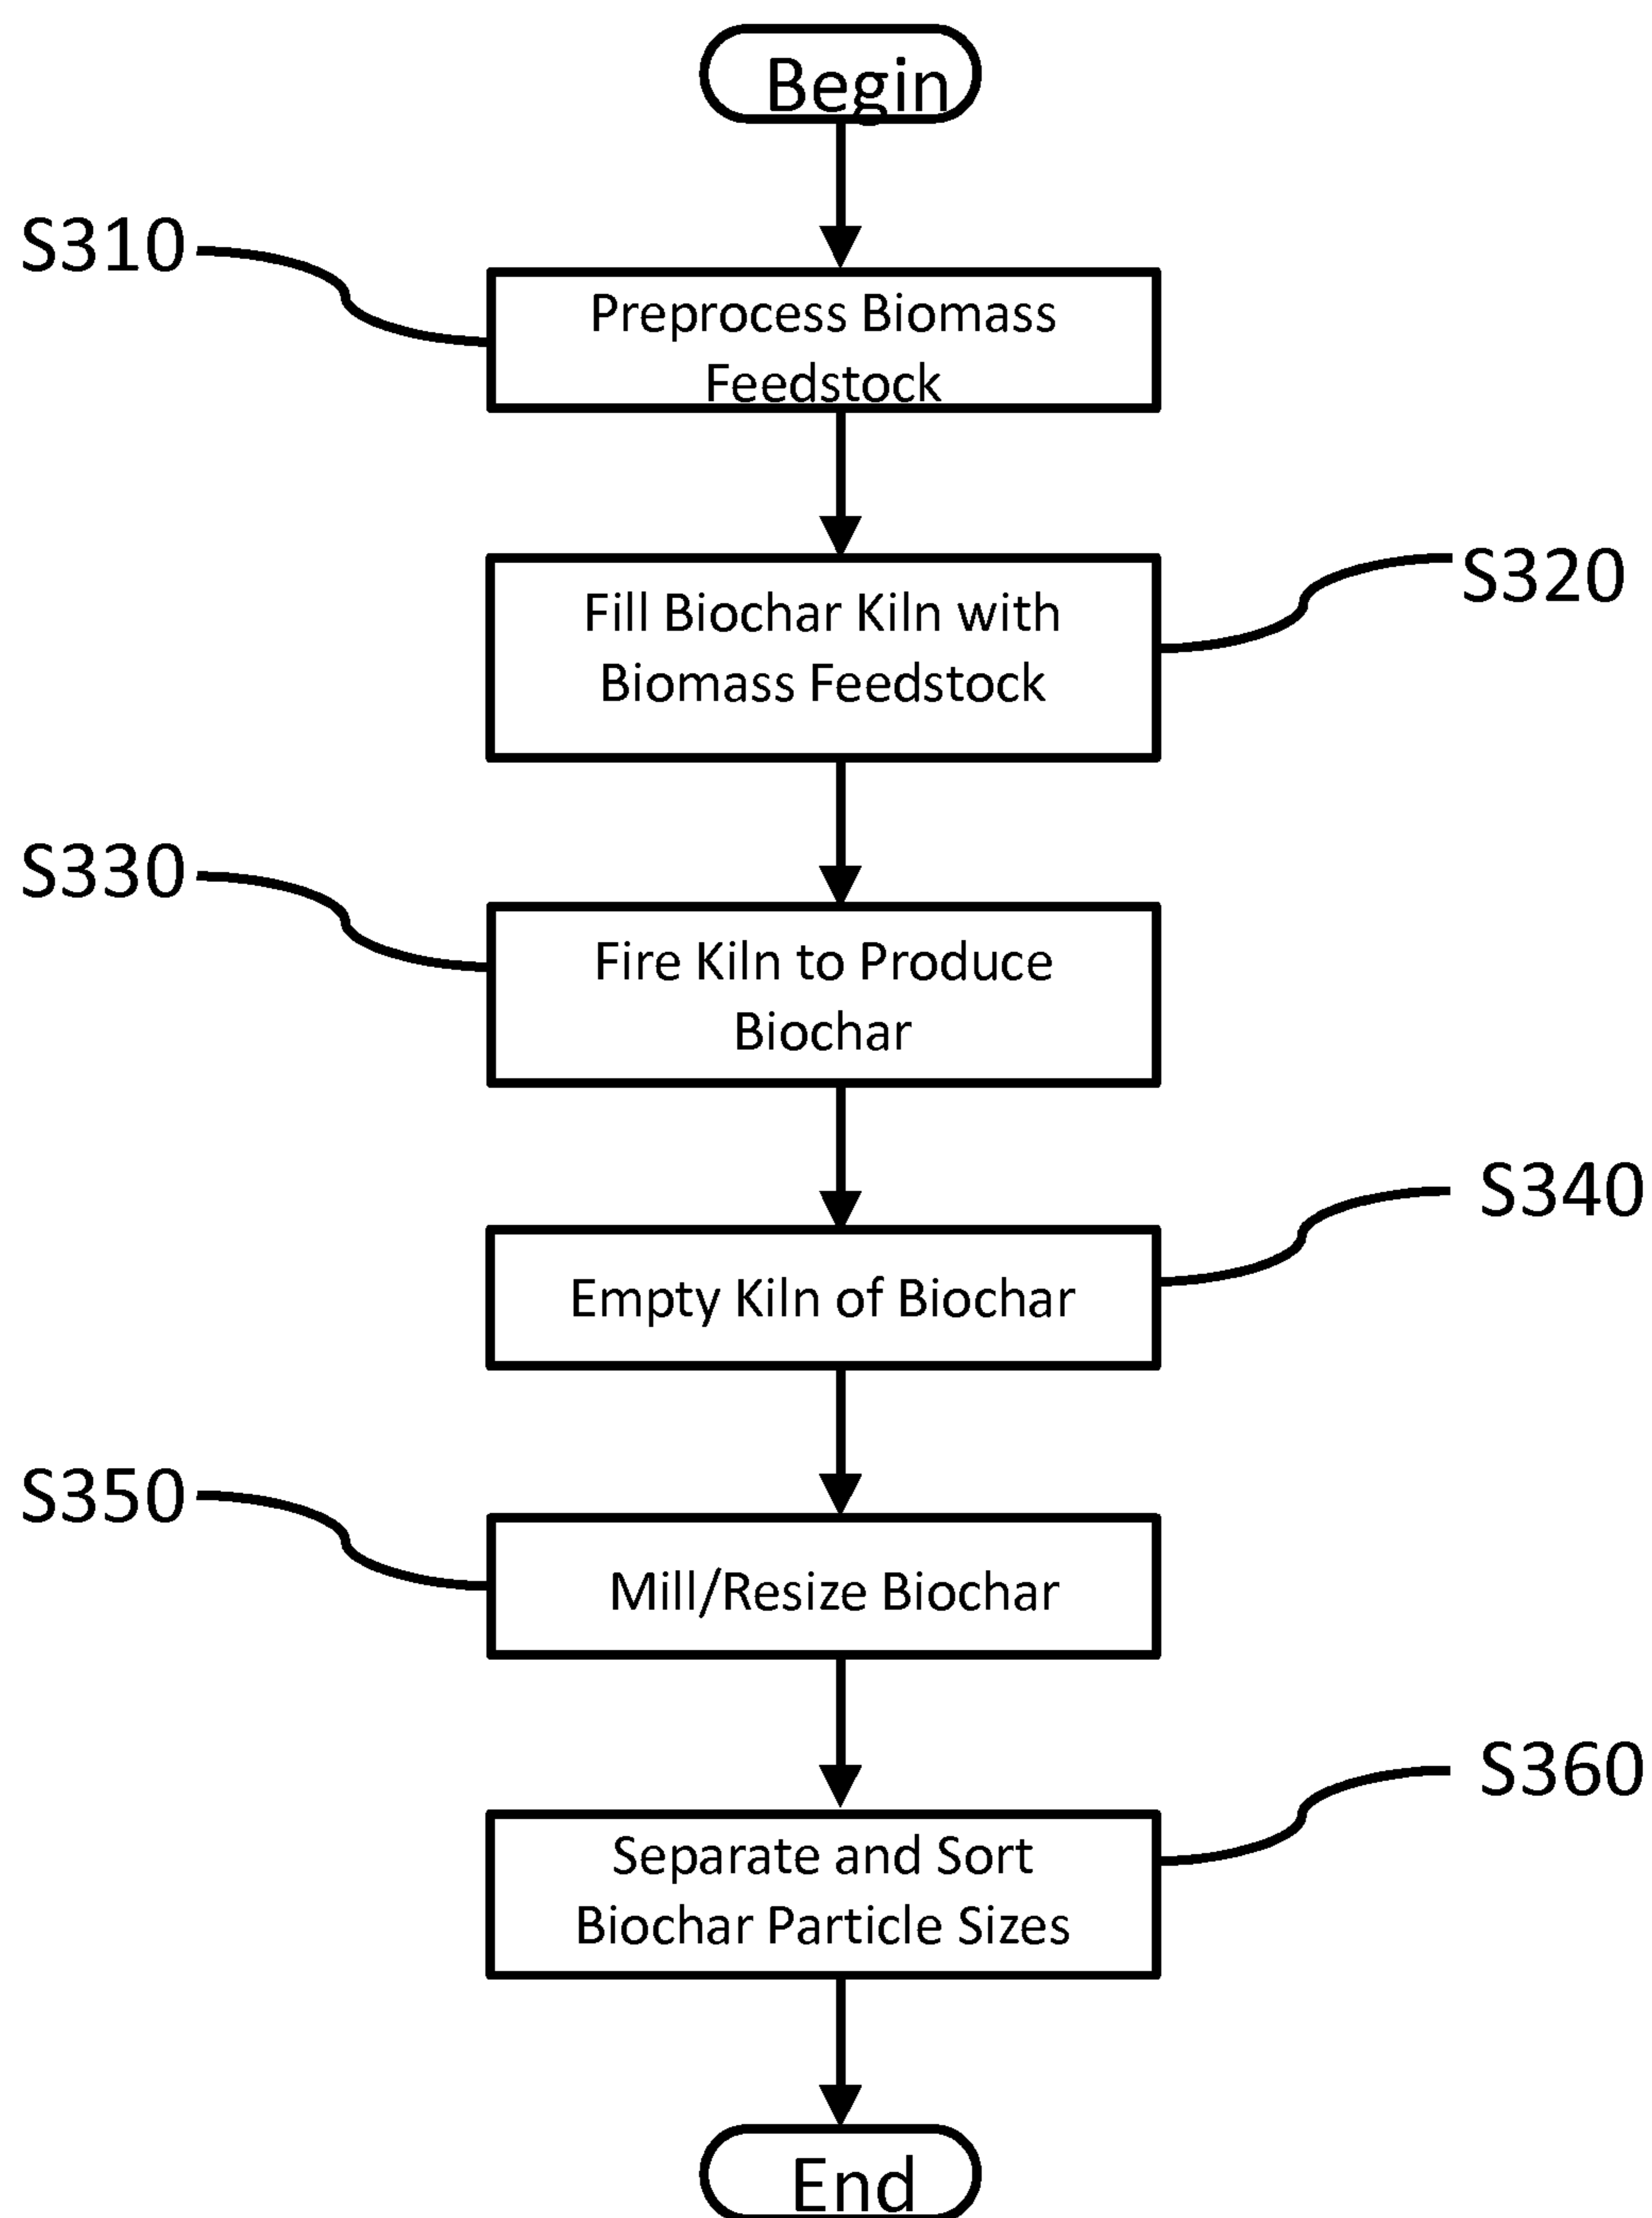 Begin
S310
Preprocess Biomass
Feedstock
S320
Fill Biochar Kiln with
Biomass Feedstock
S330
Fire Kiln to Produce
Biochar
S340
Empty Kiln of Biochar
S350
Mill/Resize Biochar
S360
Separate and Sort
Biochar Particle Sizes
End